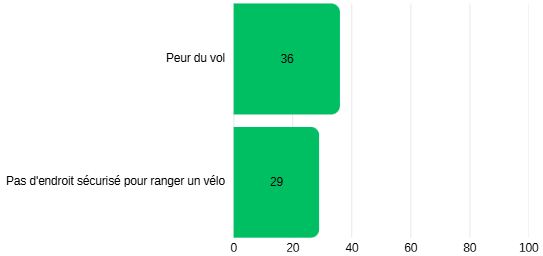 Peur du vol
36
Pas d'endroit sécurisé pour ranger un vélo
29
0 20 40 60 80 100